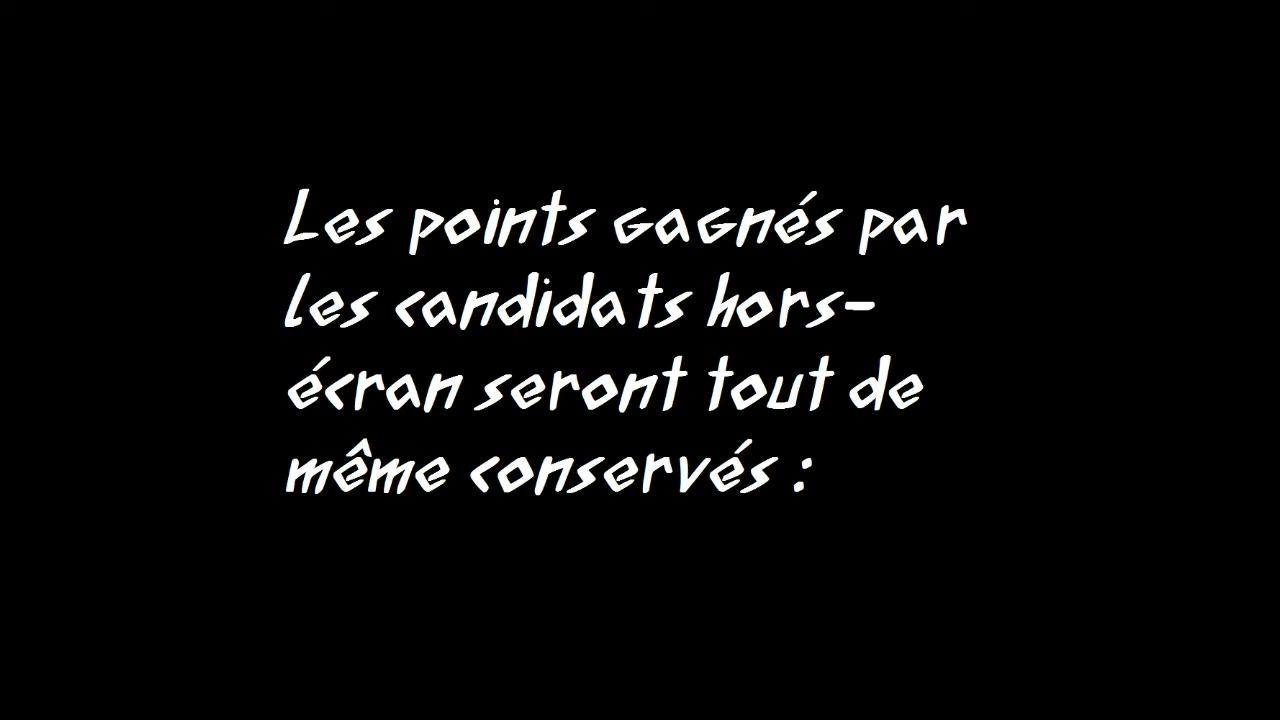 Les points gagnés par
les candidats hors-
écran seront tout de
même conservés :